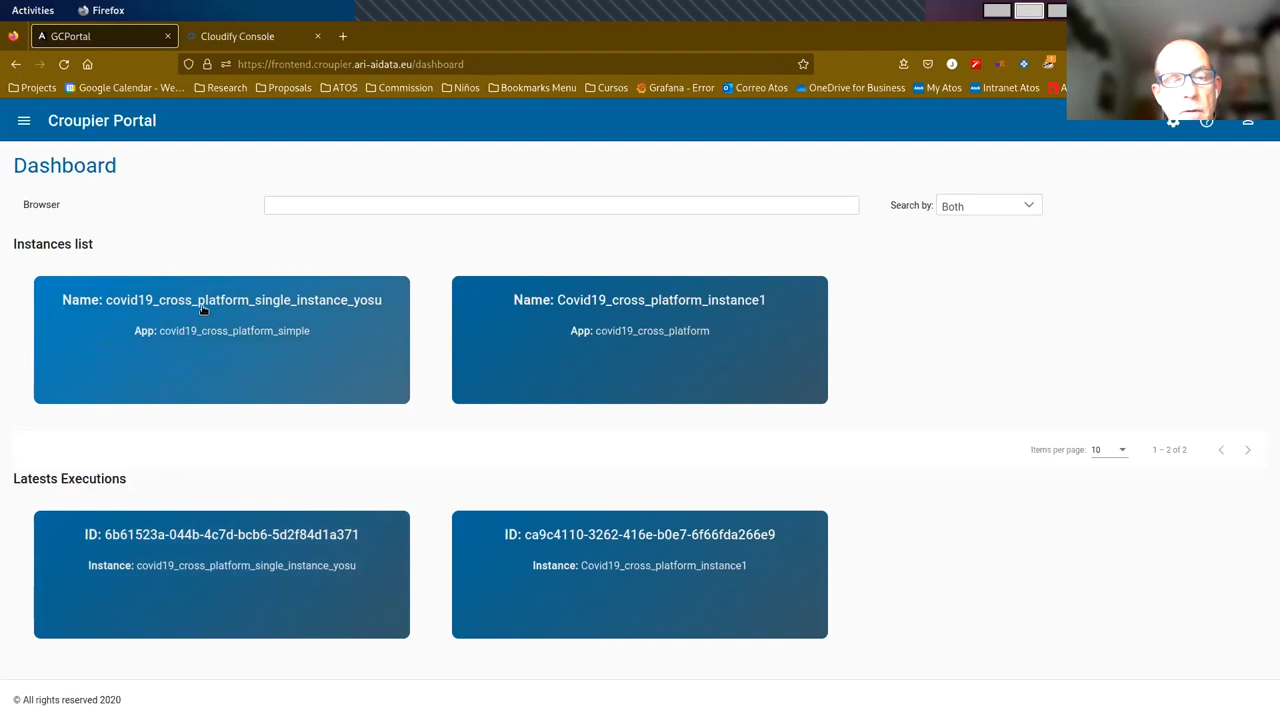 Activities Firefox
GCPortal Cloudify Console
https://frontend.croupier.ari-aidata.eu/dashboard
Projects Google Calendar - We... Research Proposals ATOS Commission Niños Bookmarks Menu Cursos Grafana - Error Correo Atos OneDrive for Business My Atos Intranet Atos
Croupier Portal
Dashboard
Browser Search by: Both
Instances list
Name: covid19_cross_platform_single_instance_yosu
App: covid19_cross_platform_simple
Name: Covid19_cross_platform_instance1
App: covid19_cross_platform
Items per page: 10 1 – 2 of 2
Latests Executions
ID: 6b61523a-044b-4c7d-bcb6-5d2f84d1a371
Instance: covid19_cross_platform_single_instance_yosu
ID: ca9c4110-3262-416e-b0e7-6f66fda266e9
Instance: Covid19_cross_platform_instance1
© All rights reserved 2020